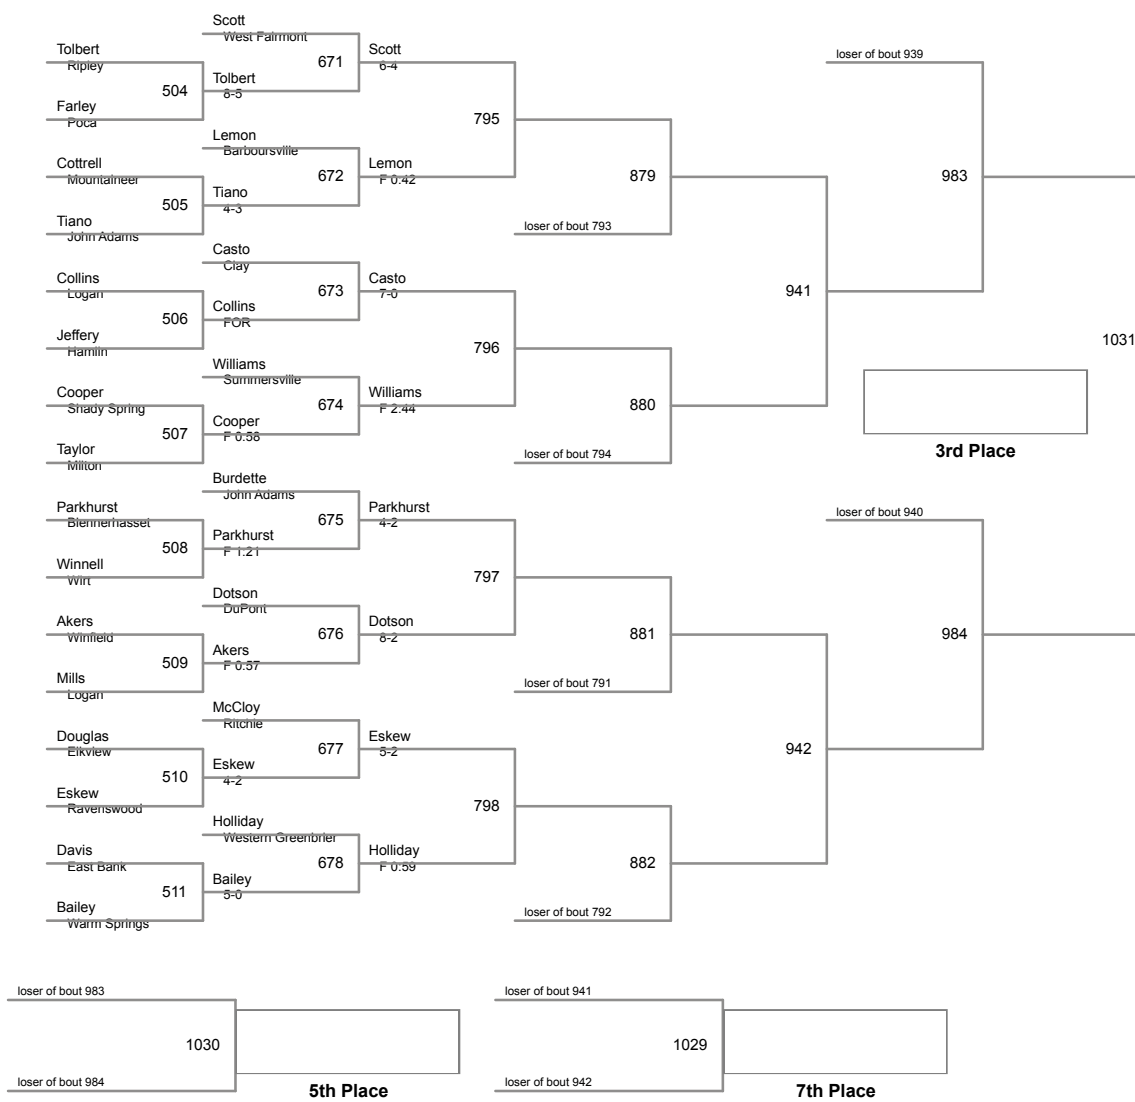 Scott
West Fairmont
Tolbert
Ripley
671
Scott
6-4
loser of bout 939
504
Tolbert
8-5
Farley
Poca
795
Lemon
Barboursville
Cottrell
Mountaineer
672
Lemon
F 0:42
879
983
505
Tiano
4-3
Tiano
John Adams
loser of bout 793
Casto
Clay
Collins
Logan
673
Casto
7-0
941
506
Collins
FOR
Jeffery
Hamlin
796
1031
Williams
Summersville
Cooper
Shady Spring
674
Williams
F 2:44
880
507
Cooper
F 0:58
Taylor
Milton
loser of bout 794
3rd Place
Burdette
John Adams
Parkhurst
Blennerhasset
675
Parkhurst
4-2
loser of bout 940
508
Parkhurst
F 1:21
Winnell
Wirt
797
Dotson
DuPont
Akers
Winfield
676
Dotson
8-2
881
984
509
Akers
F 0:57
Mills
Logan
loser of bout 791
McCloy
Ritchie
Douglas
Elkview
677
Eskew
5-2
942
510
Eskew
4-2
Eskew
Ravenswood
798
Holliday
Western Greenbrier
Davis
East Bank
678
Holliday
F 0:59
882
511
Bailey
5-0
Bailey
Warm Springs
loser of bout 792
loser of bout 983
1030
loser of bout 984
5th Place
loser of bout 941
1029
loser of bout 942
7th Place